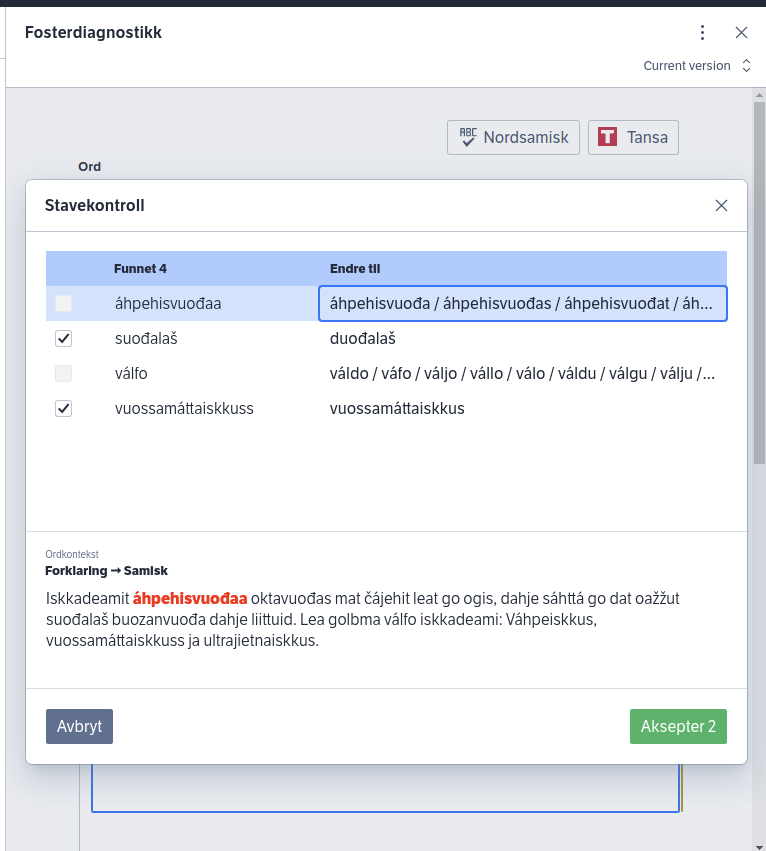 Fosterdiagnostikk
Current version
ABC Nordsamisk
T Tansa
Ord
Stavekontroll
Funnet 4 Endre til
áhpehisvuođaa áhpehisvuođa / áhpehisvuođas / áhpehisvuođat / áh...
suođalaš duođalaš
válfo váldo / váfo / váljo / vállo / válo / váldu / válgu / válju /...
vuossamáttaiskkuss vuossamáttaiskkus
Ordkontekst
Forklaring → Samisk
Iskkadeamit áhpehisvuođaa oktavuođas mat čájehit leat go ogis, dahje sáhttá go dat oažžut
suođalaš buozanvuođa dahje liittuid. Lea golbma válfo iskkadeami: Váhpeiskkus,
vuossamáttaiskkuss ja ultrajietnaiskkus.
Avbryt
Aksepter 2